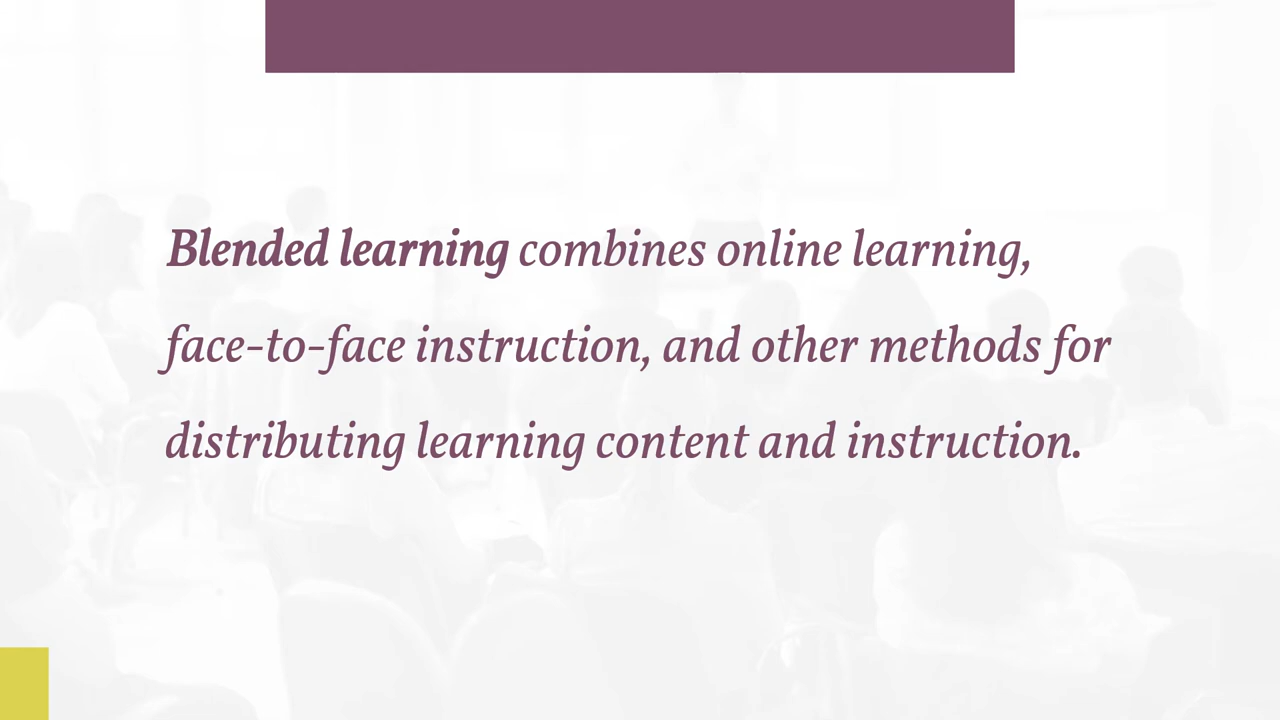 Blended learning combines online learning,
face-to-face instruction, and other methods for
distributing learning content and instruction.